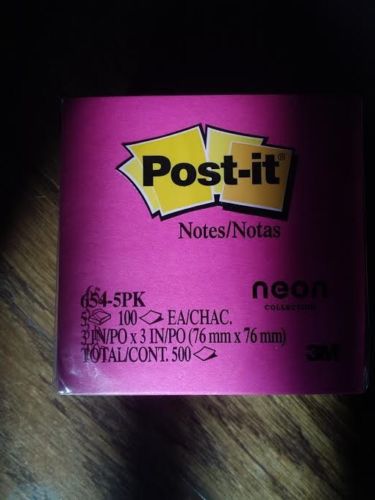 Post-it®
Notes/Notas
654-5PK
neon
COLLECTION
5 100 EA/CHAC.
3 IN/PO x 3 IN/PO (76 mm x 76 mm)
TOTAL/CONT. 500
3M